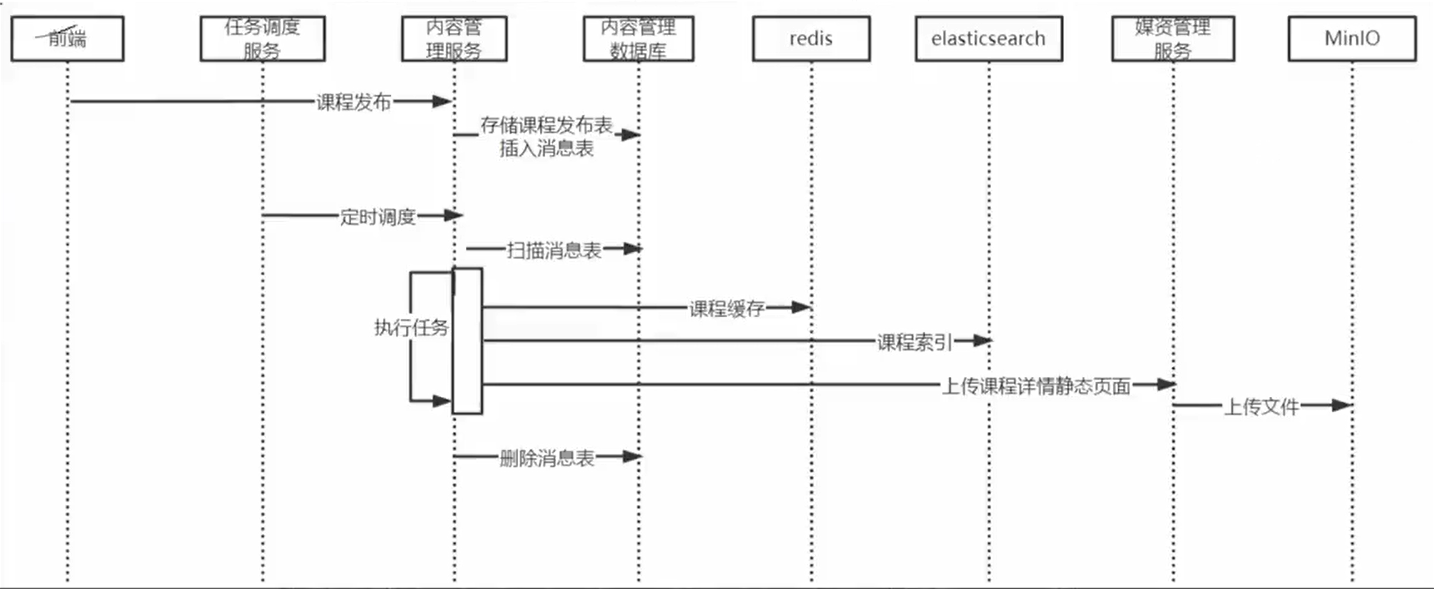 前端
任务调度
服务
内容管
理服务
内容管理
数据库
redis
elasticsearch
媒资管理
服务
MinIO
课程发布
存储课程发布表
插入消息表
定时调度
扫描消息表
课程缓存
执行任务
课程索引
上传课程详情静态页面
上传文件
删除消息表